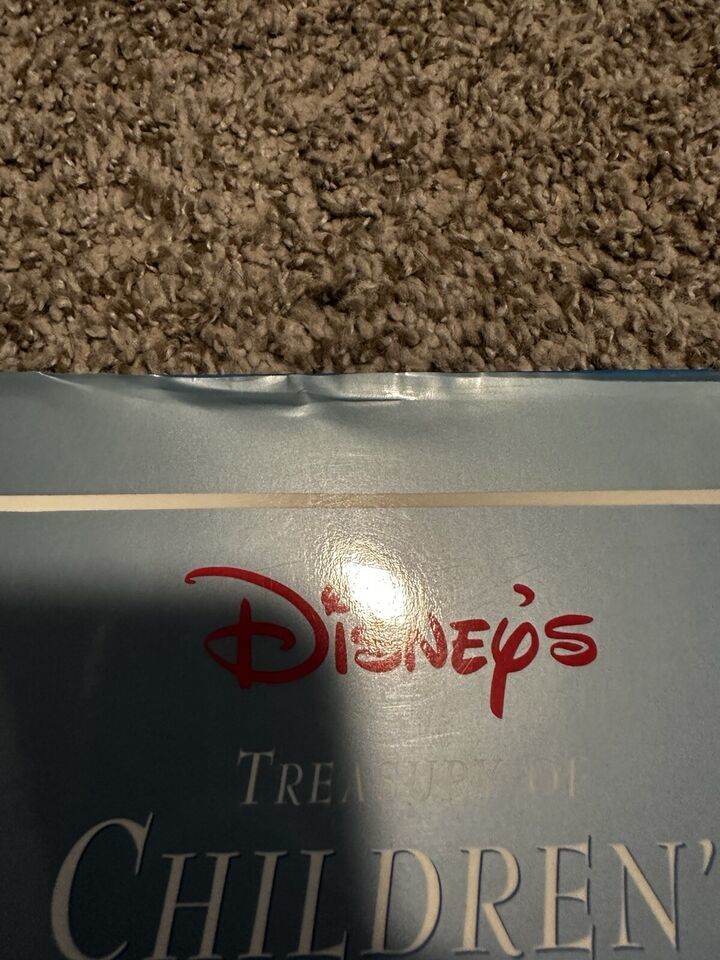 Disney's
Treasury of
Children'